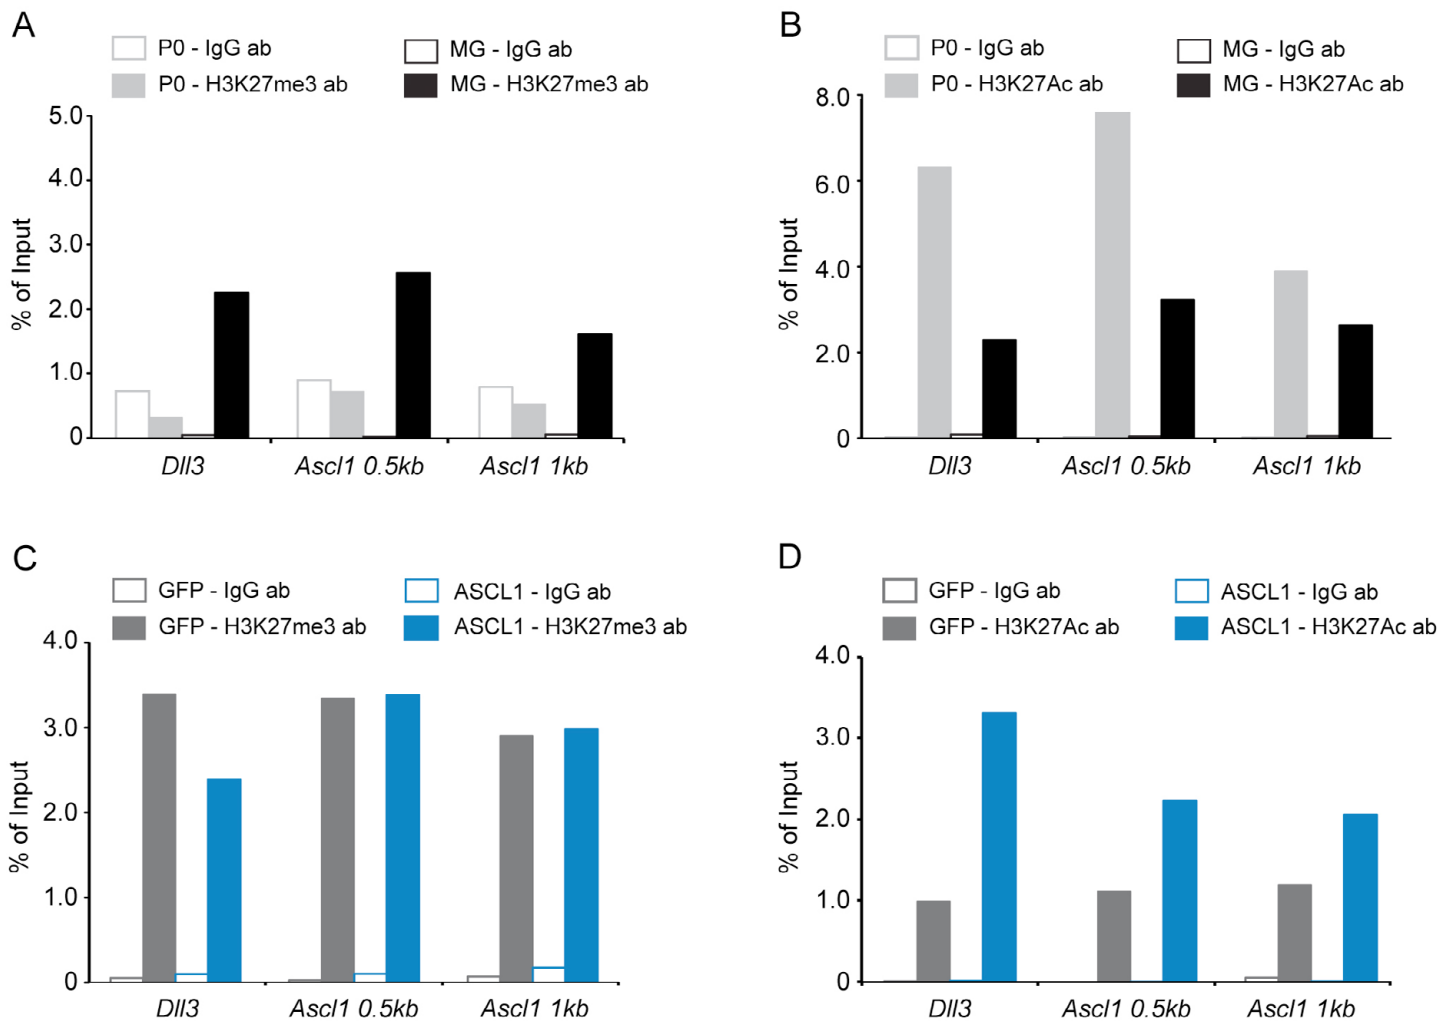 A
P0 - IgG ab
MG - IgG ab
P0 - H3K27me3 ab
MG - H3K27me3 ab
5.0
4.0
3.0
2.0
1.0
0
% of Input
Dll3
Ascl1 0.5kb
Ascl1 1kb
B
P0 - IgG ab
MG - IgG ab
P0 - H3K27Ac ab
MG - H3K27Ac ab
8.0
6.0
4.0
2.0
0
% of Input
Dll3
Ascl1 0.5kb
Ascl1 1kb
C
GFP - IgG ab
ASCL1 - IgG ab
GFP - H3K27me3 ab
ASCL1 - H3K27me3 ab
4.0
3.0
2.0
1.0
0
% of Input
Dll3
Ascl1 0.5kb
Ascl1 1kb
D
GFP - IgG ab
ASCL1 - IgG ab
GFP - H3K27Ac ab
ASCL1 - H3K27Ac ab
4.0
3.0
2.0
1.0
0
% of Input
Dll3
Ascl1 0.5kb
Ascl1 1kb